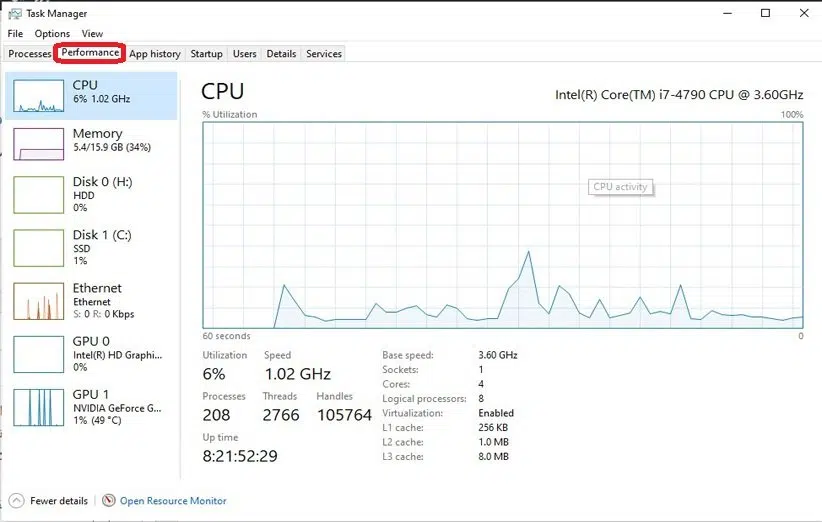 Task Manager
File Options View
Processes Performance App history Startup Users Details Services
CPU
6% 1.02 GHz
Memory
5.4/15.9 GB (34%)
Disk 0 (H:)
HDD
0%
Disk 1 (C:)
SSD
1%
Ethernet
Ethernet
S: 0 R: 0 Kbps
GPU 0
Intel(R) HD Graphi...
0%
GPU 1
NVIDIA GeForce G...
1% (49 °C)
CPU
Intel(R) Core(TM) i7-4790 CPU @ 3.60GHz
% Utilization 100%
CPU activity
60 seconds 0
Utilization Speed
6% 1.02 GHz
Processes Threads Handles
208 2766 105764
Up time
8:21:52:29
Base speed: 3.60 GHz
Sockets: 1
Cores: 4
Logical processors: 8
Virtualization: Enabled
L1 cache: 256 KB
L2 cache: 1.0 MB
L3 cache: 8.0 MB
Fewer details Open Resource Monitor